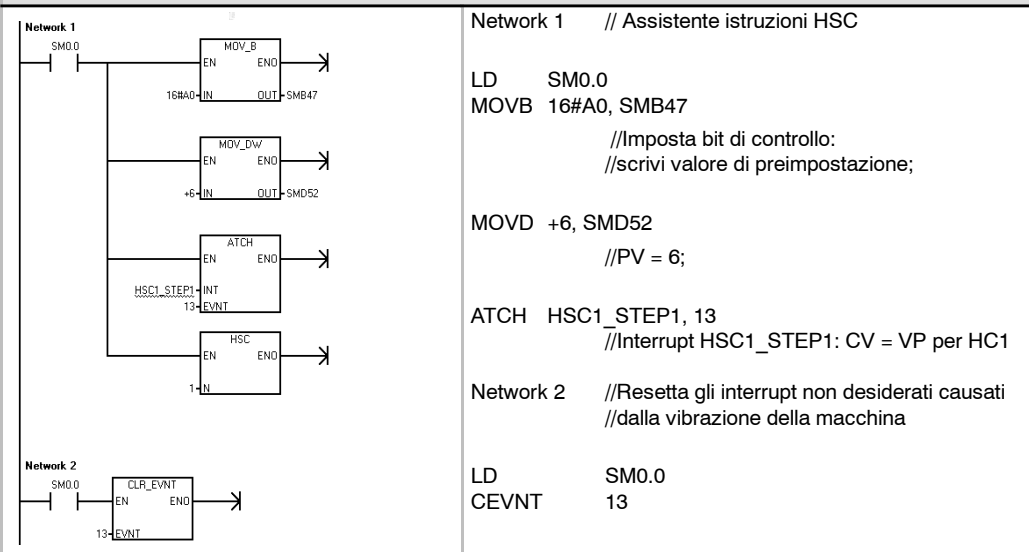 Network 1
SM0.0
MOV_B
EN ENO
16#A0 IN OUT SMB47
MOV_DW
EN ENO
+6 IN OUT SMD52
ATCH
EN ENO
HSC1_STEP1 INT
13 EVNT
HSC
EN ENO
1 N
Network 2
SM0.0
CLR_EVNT
EN ENO
13 EVNT
Network 1 // Assistente istruzioni HSC
LD SM0.0
MOVB 16#A0, SMB47
//Imposta bit di controllo:
//scrivi valore di preimpostazione;
MOVD +6, SMD52
//PV = 6;
ATCH HSC1_STEP1, 13
//Interrupt HSC1_STEP1: CV = VP per HC1
Network 2 //Resetta gli interrupt non desiderati causati
//dalla vibrazione della macchina
LD SM0.0
CEVNT 13